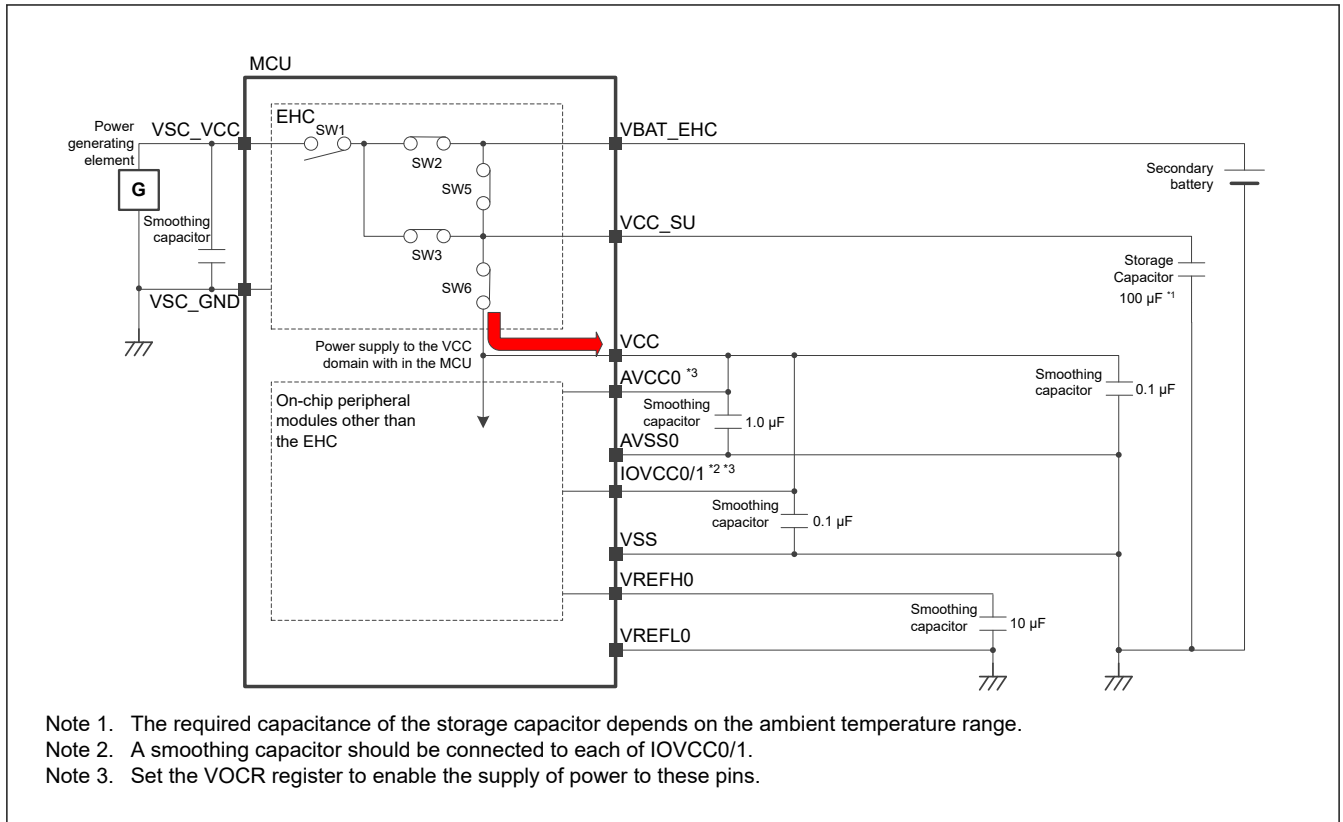 MCU
EHC
Power
generating
element
VSC_VCC
SW1
SW2
VBAT_EHC
G
SW5
Secondary
battery
Smoothing
capacitor
SW3
VCC_SU
Storage
Capacitor
100 µF *1
VSC_GND
SW6
Power supply to the VCC
domain with in the MCU
VCC
AVCC0 *3
On-chip peripheral
modules other than
the EHC
Smoothing
capacitor
1.0 µF
Smoothing
capacitor
0.1 µF
AVSS0
IOVCC0/1 *2 *3
Smoothing
capacitor
0.1 µF
VSS
VREFH0
Smoothing
capacitor
10 µF
VREFL0
Note 1. The required capacitance of the storage capacitor depends on the ambient temperature range.
Note 2. A smoothing capacitor should be connected to each of IOVCC0/1.
Note 3. Set the VOCR register to enable the supply of power to these pins.